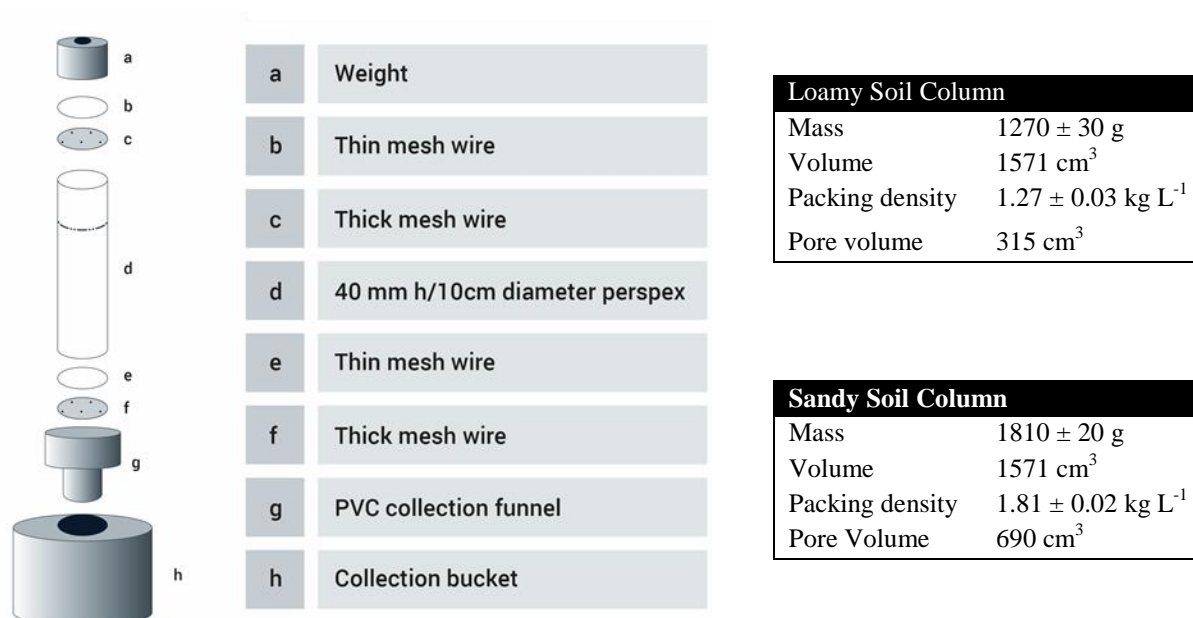 a
b
c
d
e
f
g
h
a Weight
b Thin mesh wire
c Thick mesh wire
d 40 mm h/10cm diameter perspex
e Thin mesh wire
f Thick mesh wire
g PVC collection funnel
h Collection bucket
Loamy Soil Column
Mass 1270 ± 30 g
Volume 1571 cm³
Packing density 1.27 ± 0.03 kg L⁻¹
Pore volume 315 cm³
Sandy Soil Column
Mass 1810 ± 20 g
Volume 1571 cm³
Packing density 1.81 ± 0.02 kg L⁻¹
Pore Volume 690 cm³